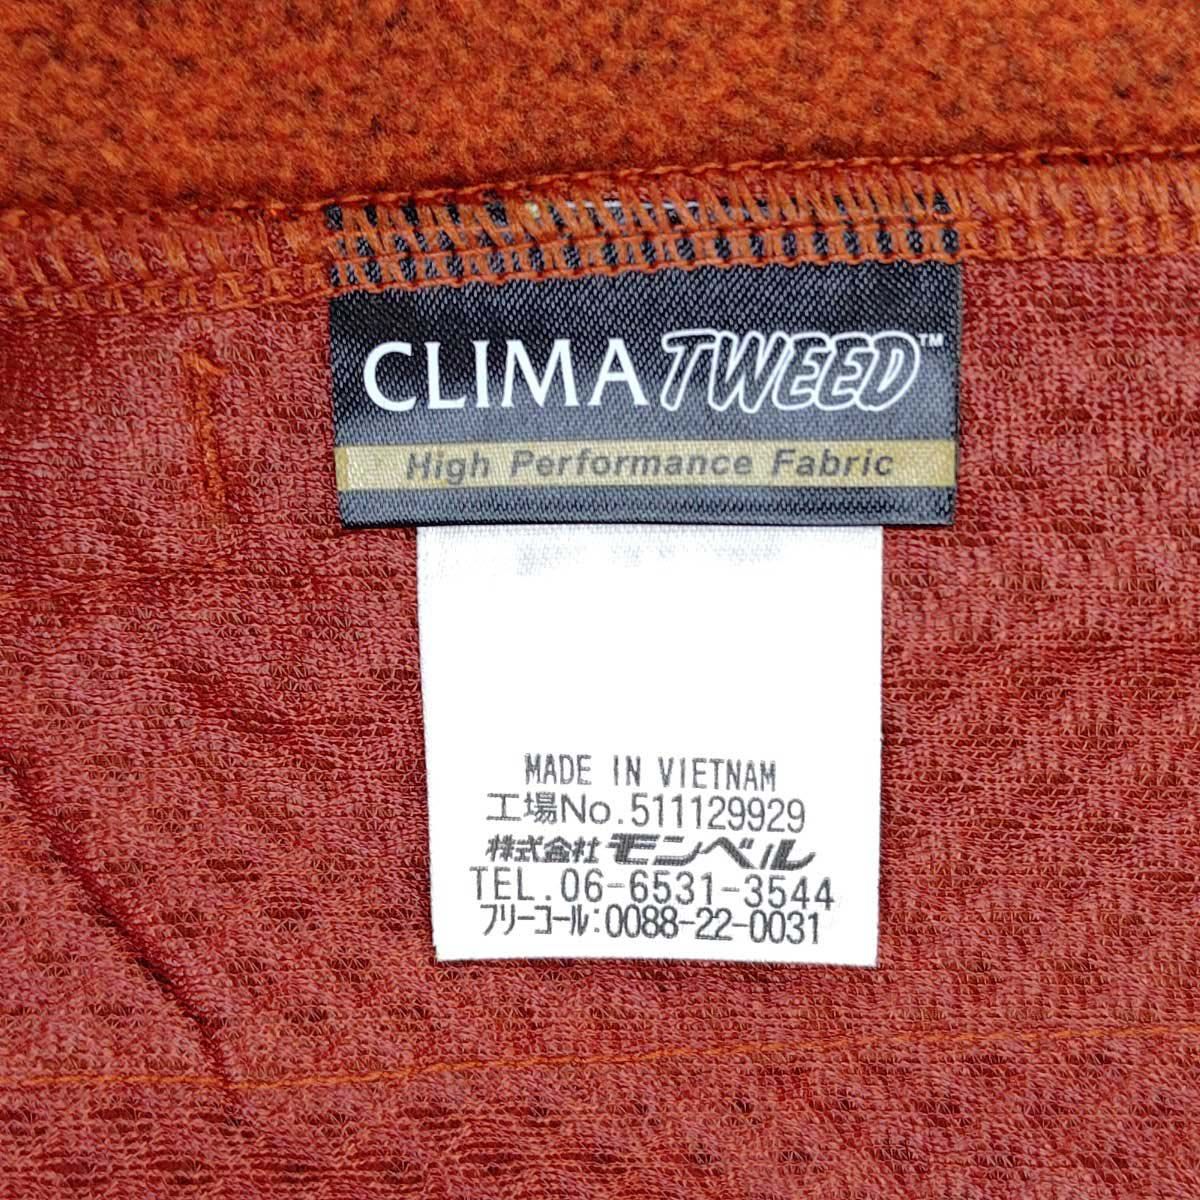 CLIMATWEED™
High Performance Fabric
MADE IN VIETNAM
工場No.511129929
株式会社 モンベル
TEL.06-6531-3544
フリーコール:0088-22-0031